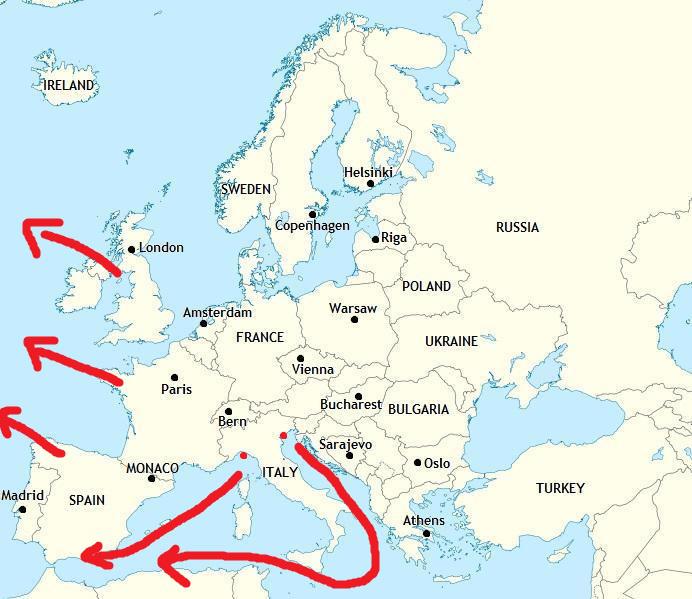 IRELAND
Helsinki
SWEDEN
Copenhagen
RUSSIA
Riga
London
POLAND
Amsterdam
Warsaw
FRANCE
UKRAINE
Vienna
Paris
Bucharest
BULGARIA
Bern
Sarajevo
MONACO
ITALY
Oslo
Madrid
SPAIN
TURKEY
Athens